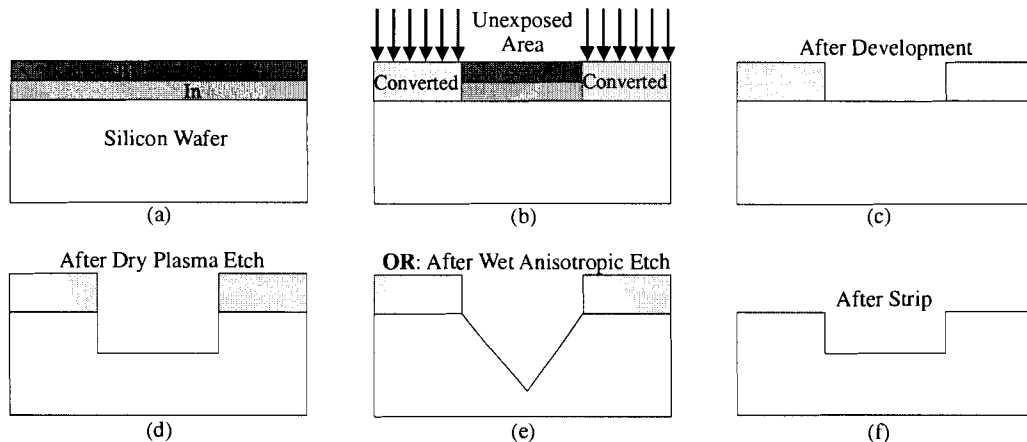 In
Silicon Wafer
(a)
Unexposed
Area
Converted
Converted
(b)
After Development
(c)
After Dry Plasma Etch
(d)
OR: After Wet Anisotropic Etch
(e)
After Strip
(f)